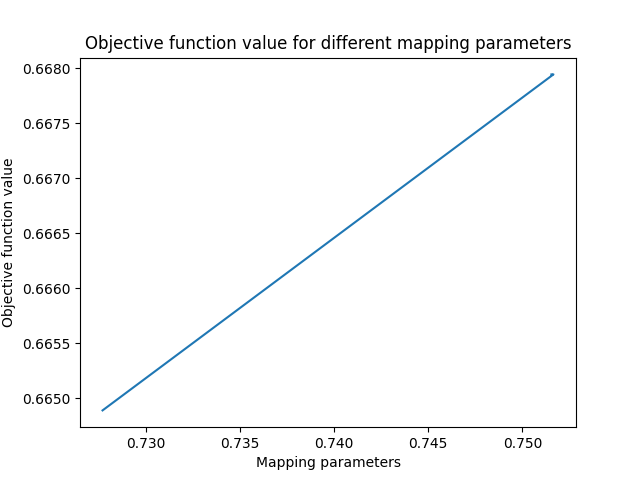 Objective function value for different mapping parameters
0.6680
0.6675
0.6670
0.6665
0.6660
0.6655
0.6650
Objective function value
0.730 0.735 0.740 0.745 0.750
Mapping parameters